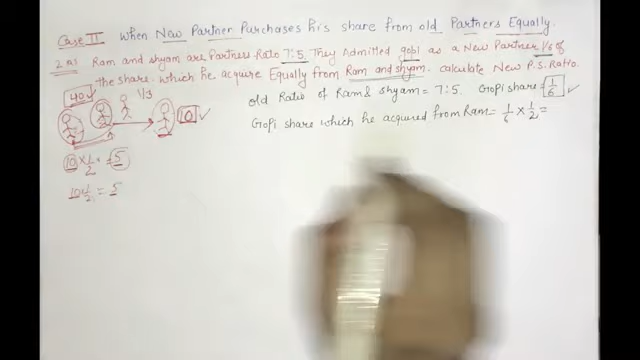 Case II When New Partner Purchases his share from old Partners Equally.
2 न० Ram and Shyam are Partners Ratio 7:5. They Admitted gopi as a New Partner 1/6 of
the share. which he acquire Equally from Ram and shyam. calculate New P.S. Ratio.
40 1/3 10
old Ratio of Ram & Shyam = 7:5. Gopi share = 1/6
Gopi share which he acquired from Ram = 1/6 × 1/2 =
10 × 1/2 = 5
10 × 1/2 = 5